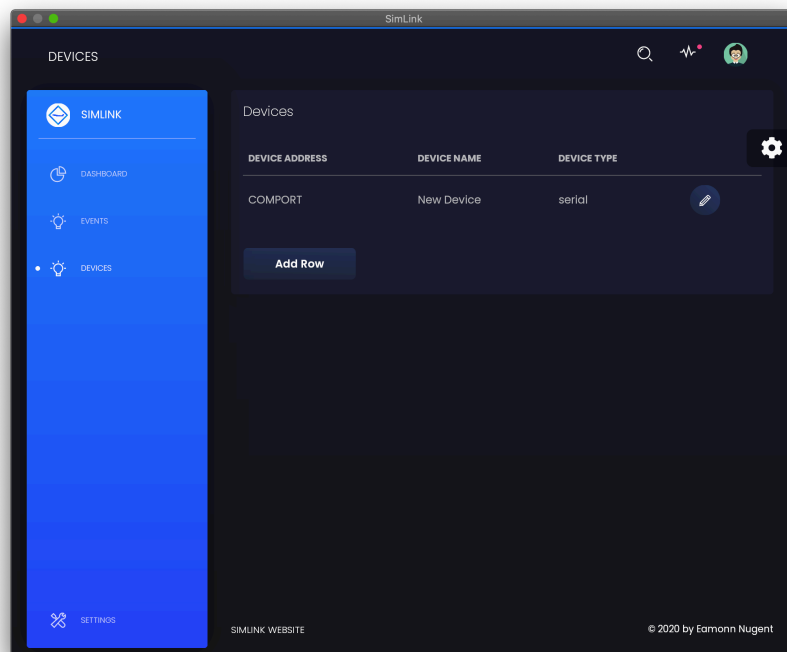 SimLink
DEVICES
SIMLINK
DASHBOARD
EVENTS
DEVICES
SETTINGS
Devices
DEVICE ADDRESS DEVICE NAME DEVICE TYPE
COMPORT New Device serial
Add Row
SIMLINK WEBSITE © 2020 by Eamonn Nugent